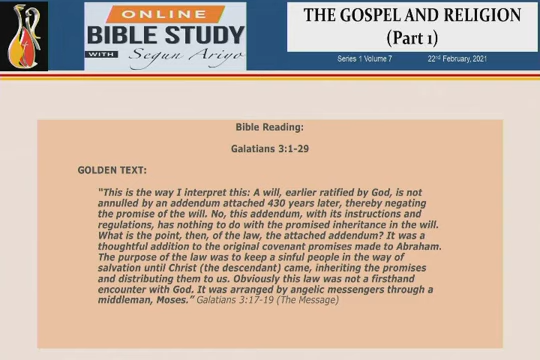 ONLINE
BIBLE STUDY
WITH Segun Ariyo
THE GOSPEL AND RELIGION
(Part 1)
Series 1 Volume 7 22nd February, 2021
Bible Reading:
Galatians 3:1-29
GOLDEN TEXT:
"This is the way I interpret this: A will, earlier ratified by God, is not
annulled by an addendum attached 430 years later, thereby negating
the promise of the will. No, this addendum, with its instructions and
regulations, has nothing to do with the promised inheritance in the will.
What is the point, then, of the law, the attached addendum? It was a
thoughtful addition to the original covenant promises made to Abraham.
The purpose of the law was to keep a sinful people in the way of
salvation until Christ (the descendant) came, inheriting the promises
and distributing them to us. Obviously this law was not a firsthand
encounter with God. It was arranged by angelic messengers through a
middleman, Moses." Galatians 3:17-19 (The Message)